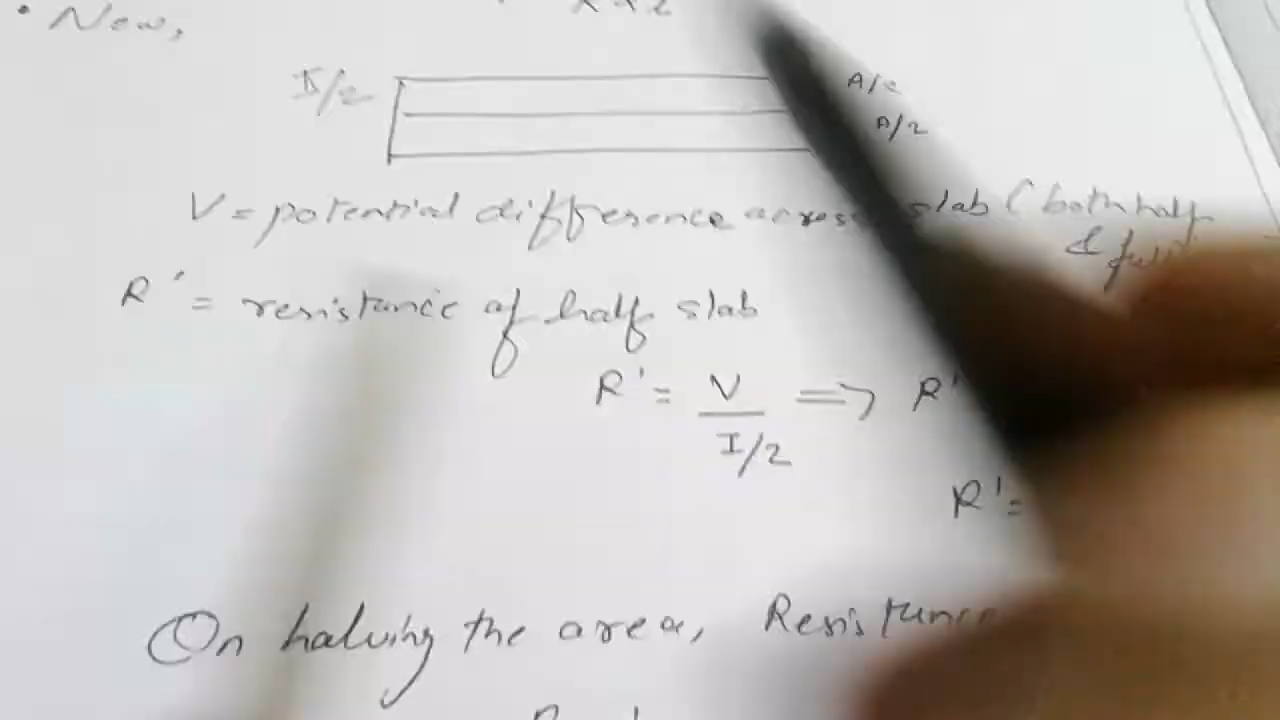 • Now,
I/2
A/2
A/2
V = potential difference across slab (both half
& full
R' = resistance of half slab
R' = V / I/2 => R'
R' =
On halving the area, Resistance